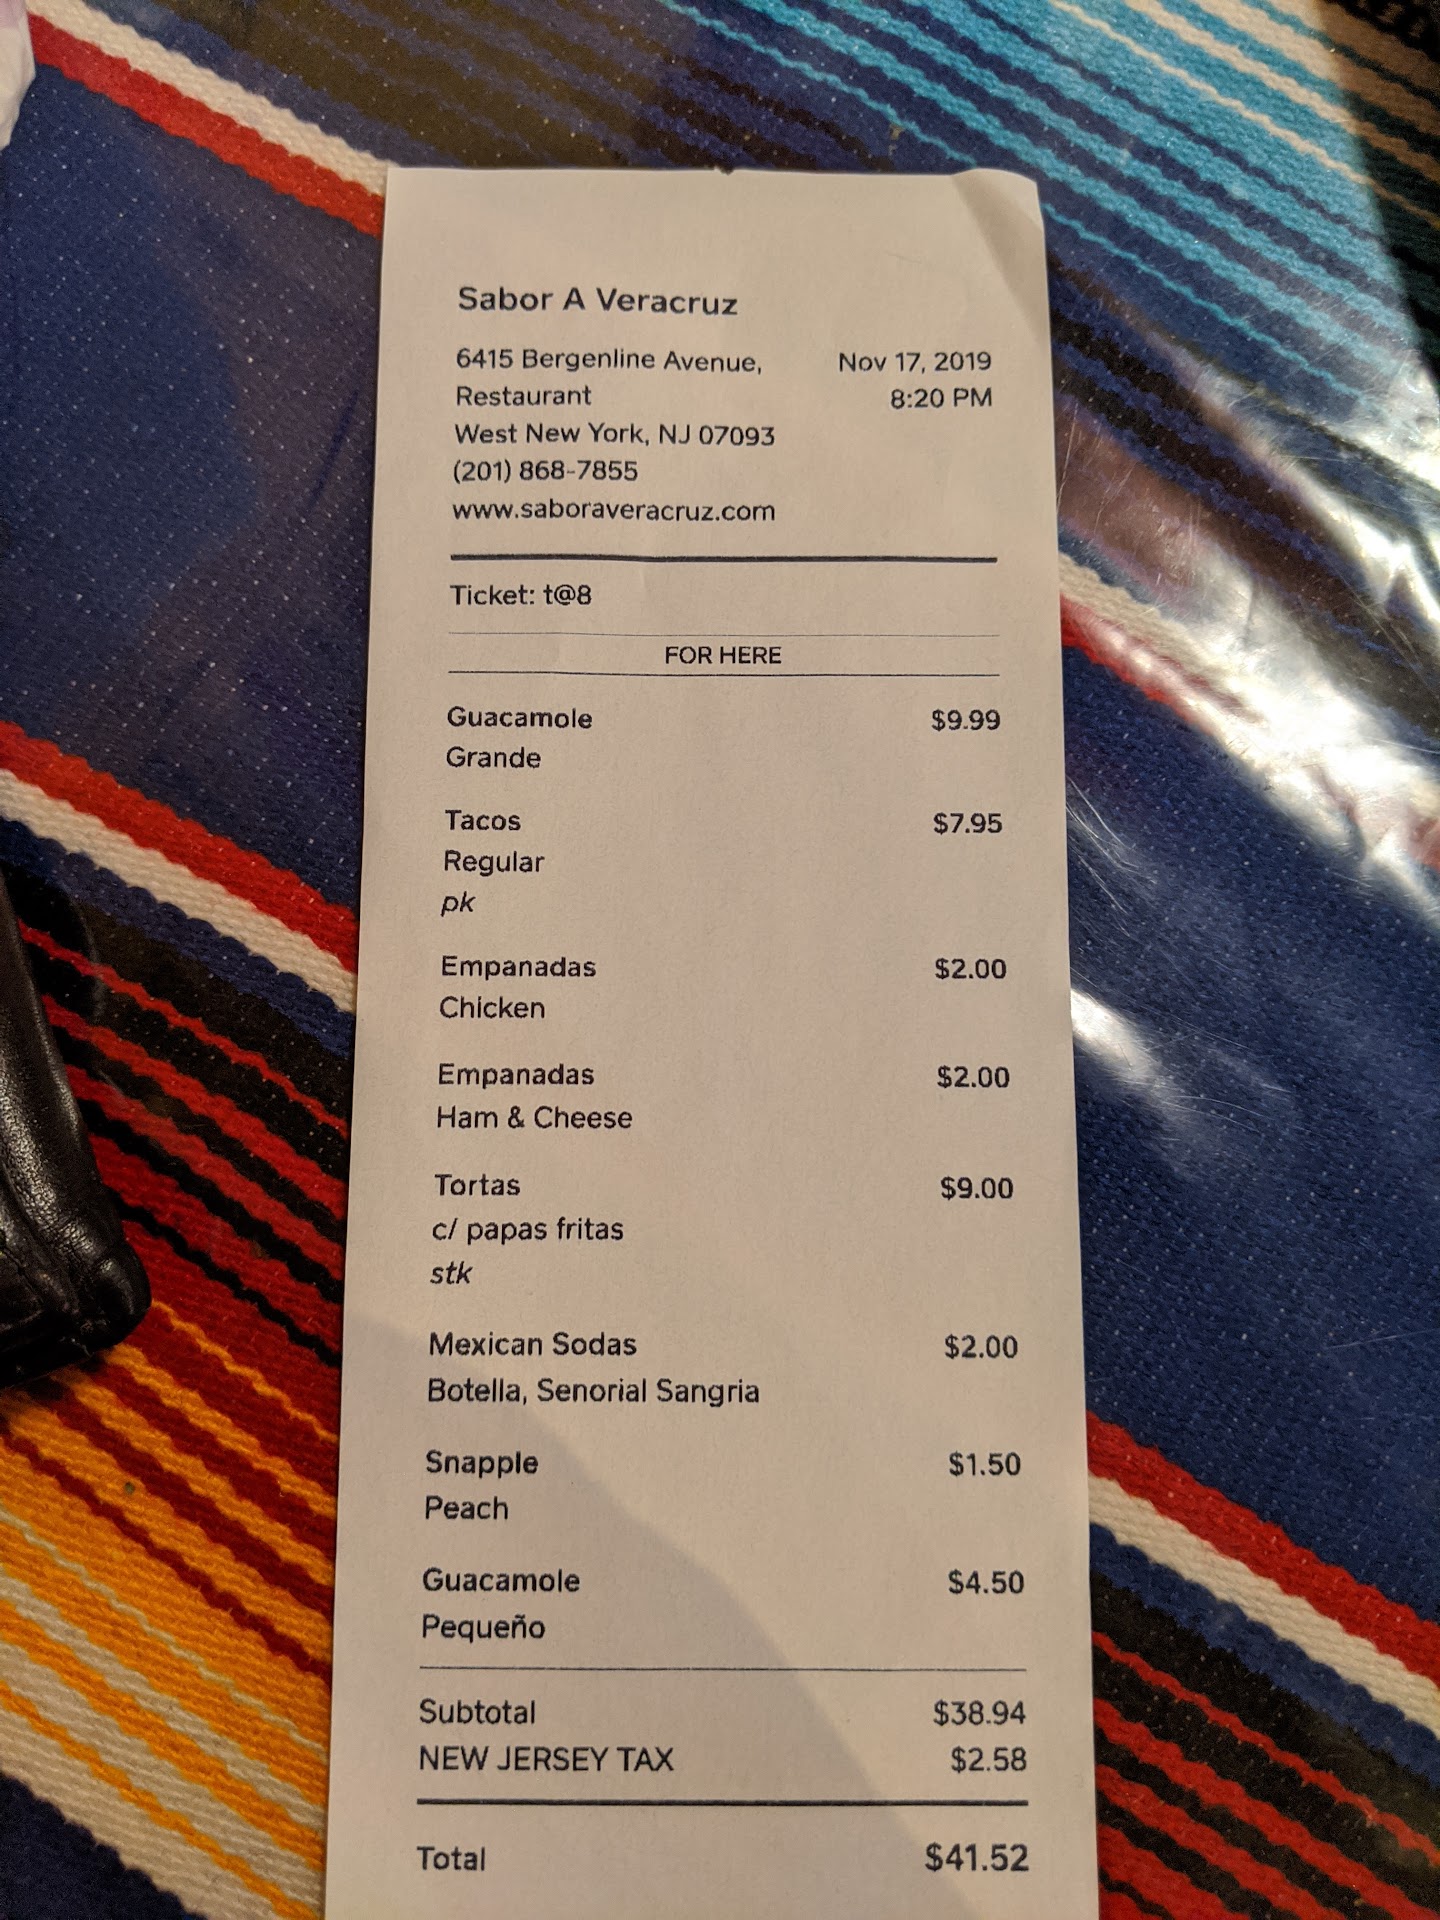 Sabor A Veracruz
6415 Bergenline Avenue, Nov 17, 2019
Restaurant 8:20 PM
West New York, NJ 07093
(201) 868-7855
www.saboraveracruz.com
Ticket: t@8
FOR HERE
Guacamole $9.99
Grande
Tacos $7.95
Regular
pk
Empanadas $2.00
Chicken
Empanadas $2.00
Ham & Cheese
Tortas $9.00
c/ papas fritas
stk
Mexican Sodas $2.00
Botella, Senorial Sangria
Snapple $1.50
Peach
Guacamole $4.50
Pequeño
Subtotal $38.94
NEW JERSEY TAX $2.58
Total $41.52